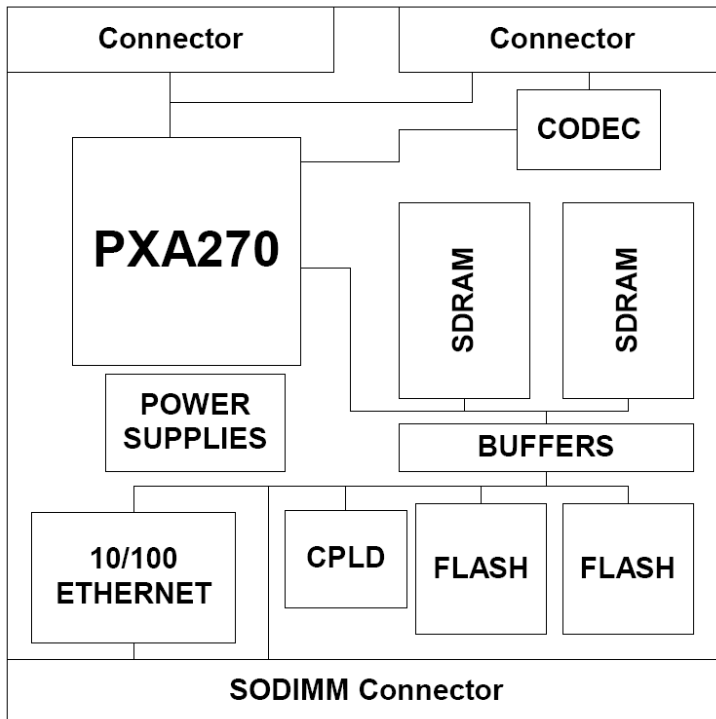 Connector
Connector
CODEC
PXA270
SDRAM
SDRAM
POWER
SUPPLIES
BUFFERS
10/100
ETHERNET
CPLD
FLASH
FLASH
SODIMM Connector